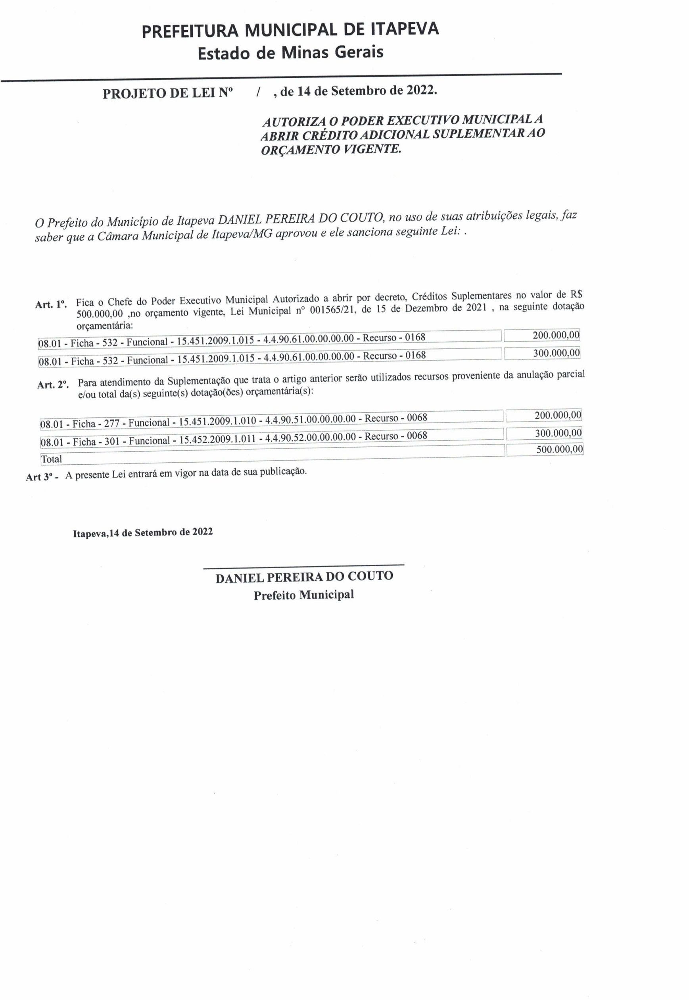 PREFEITURA MUNICIPAL DE ITAPEVA
Estado de Minas Gerais
PROJETO DE LEI Nº / , de 14 de Setembro de 2022.
AUTORIZA O PODER EXECUTIVO MUNICIPAL A
ABRIR CRÉDITO ADICIONAL SUPLEMENTAR AO
ORÇAMENTO VIGENTE.
O Prefeito do Município de Itapeva DANIEL PEREIRA DO COUTO, no uso de suas atribuições legais, faz
saber que a Câmara Municipal de Itapeva/MG aprovou e ele sanciona seguinte Lei: .
Art. 1º. Fica o Chefe do Poder Executivo Municipal Autorizado a abrir por decreto, Créditos Suplementares no valor de R$
500.000,00 ,no orçamento vigente, Lei Municipal nº 001565/21, de 15 de Dezembro de 2021 , na seguinte dotação
orçamentária:
08.01 - Ficha - 532 - Funcional - 15.451.2009.1.015 - 4.4.90.61.00.00.00.00 - Recurso - 0168 200.000,00
08.01 - Ficha - 532 - Funcional - 15.451.2009.1.015 - 4.4.90.61.00.00.00.00 - Recurso - 0168 300.000,00
Art. 2º. Para atendimento da Suplementação que trata o artigo anterior serão utilizados recursos proveniente da anulação parcial
e/ou total da(s) seguinte(s) dotação(ões) orçamentária(s):
08.01 - Ficha - 277 - Funcional - 15.451.2009.1.010 - 4.4.90.51.00.00.00.00 - Recurso - 0068 200.000,00
08.01 - Ficha - 301 - Funcional - 15.452.2009.1.011 - 4.4.90.52.00.00.00.00 - Recurso - 0068 300.000,00
Total 500.000,00
Art 3º - A presente Lei entrará em vigor na data de sua publicação.
Itapeva,14 de Setembro de 2022
DANIEL PEREIRA DO COUTO
Prefeito Municipal